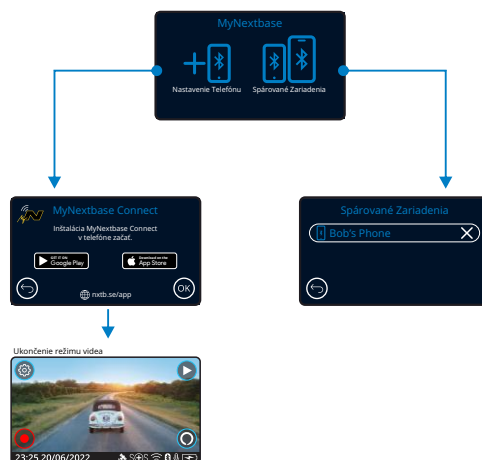 MyNextbase
Nastavenie Telefónu
Spárované Zariadenia
MyNextbase Connect
Inštalácia MyNextbase Connect
v telefóne začať.
GET IT ON
Google Play
Download on the
App Store
nxtb.se/app
OK
Spárované Zariadenia
Bob's Phone
Ukončenie režimu videa
23:25 20/06/2022
SOS